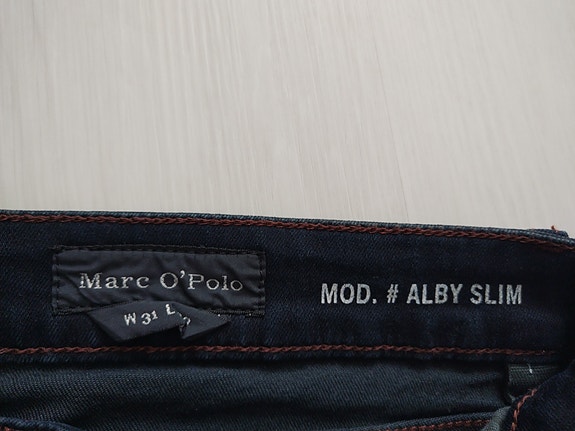 Marc O'Polo
W 31 L
MOD. # ALBY SLIM